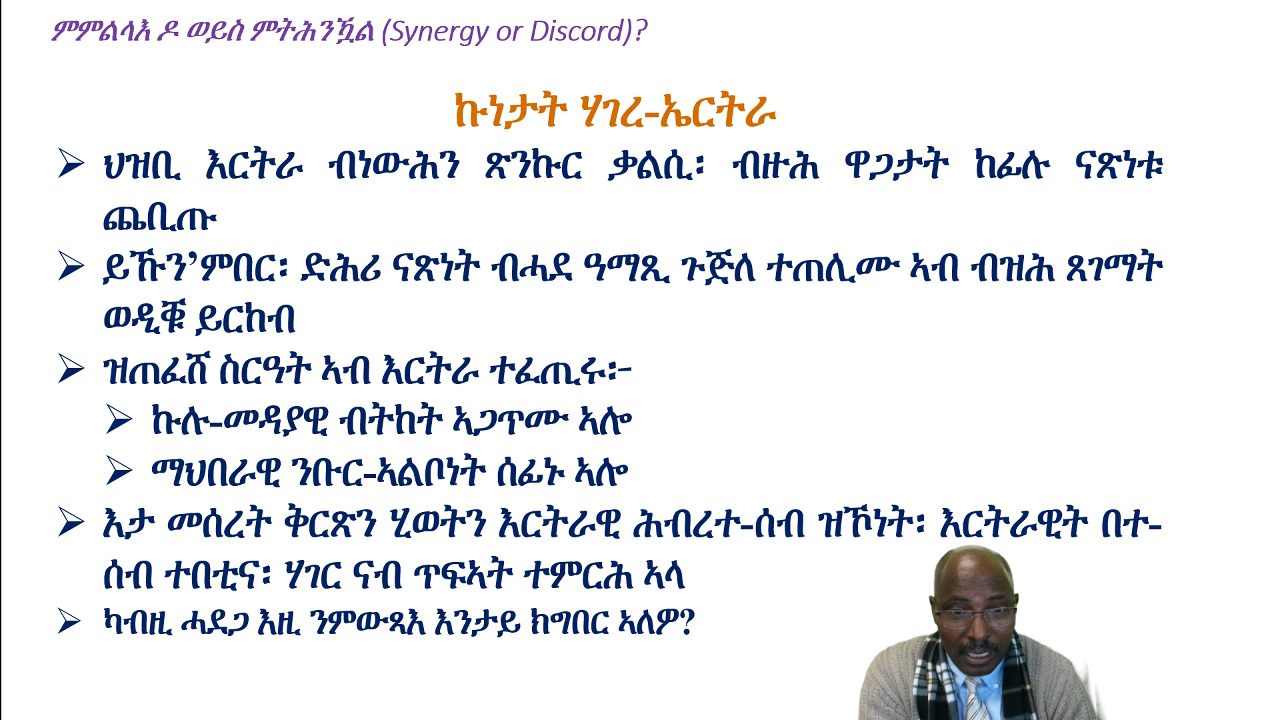 ምምልላእ ዶ ወይስ ምትሕንዃል (Synergy or Discord)?
ኩነታት ሃገረ-ኤርትራ
➢ ህዝቢ እርትራ ብነውሕን ጽንኩር ቃልሲ፡ ብዙሕ ዋጋታት ከፊሉ ናጽነቱ
ጨቢጡ
➢ ይኹን’ምበር፡ ድሕሪ ናጽነት ብሓደ ዓማጺ ጉጅለ ተጠሊሙ ኣብ ብዝሕ ጸገማት
ወዲቑ ይርከብ
➢ ዝጠፈሸ ስርዓት ኣብ እርትራ ተፈጢሩ፦
➢ ኩሉ-መዳያዊ ብትከት ኣጋጥሙ ኣሎ
➢ ማህበራዊ ንቡር-ኣልቦነት ሰፊኑ ኣሎ
➢ እታ መሰረት ቅርጽን ሂወትን እርትራዊ ሕብረተ-ሰብ ዝኾነት፡ እርትራዊት በተ-
ሰብ ተበቲና፡ ሃገር ናብ ጥፍኣት ተምርሕ ኣላ
➢ ካብዚ ሓደጋ እዚ ንምውጻእ እንታይ ክግበር ኣለዎ?